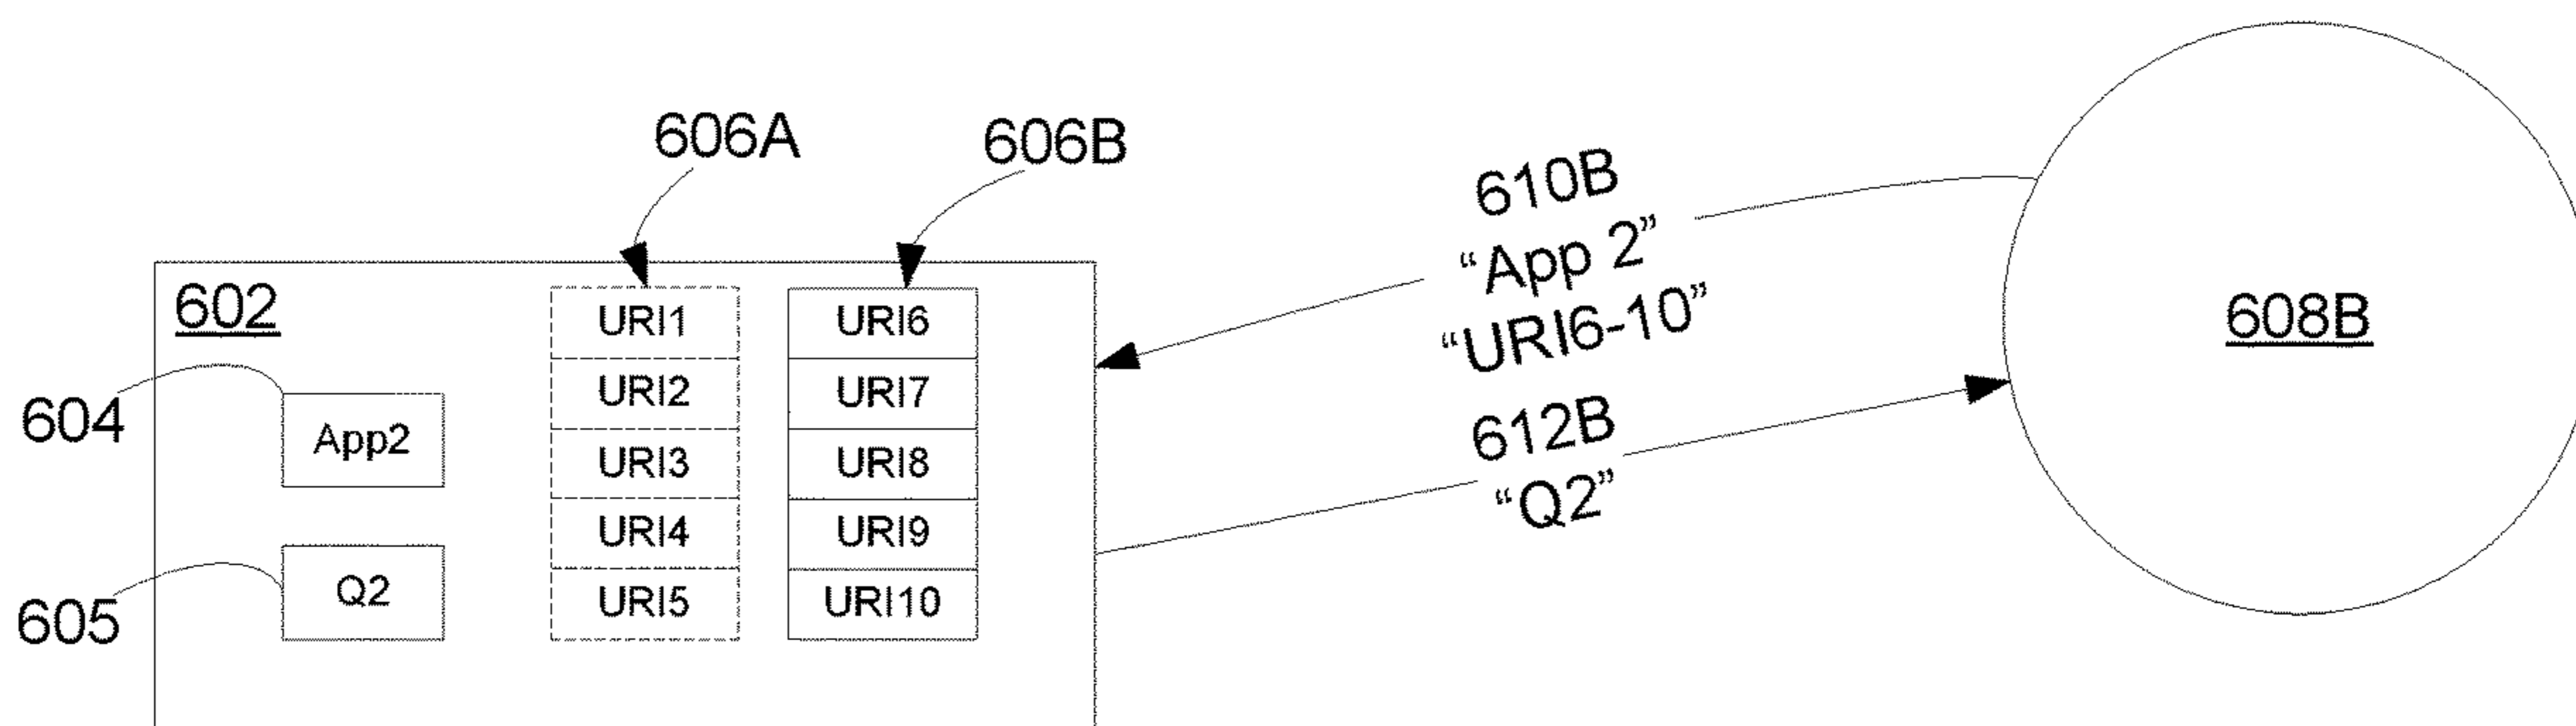 606A
606B
610B
“App 2”
“URI6-10”
608B
602
URI1
URI6
URI2
URI7
604
App2
URI3
URI8
612B
“Q2”
URI4
URI9
605
Q2
URI5
URI10